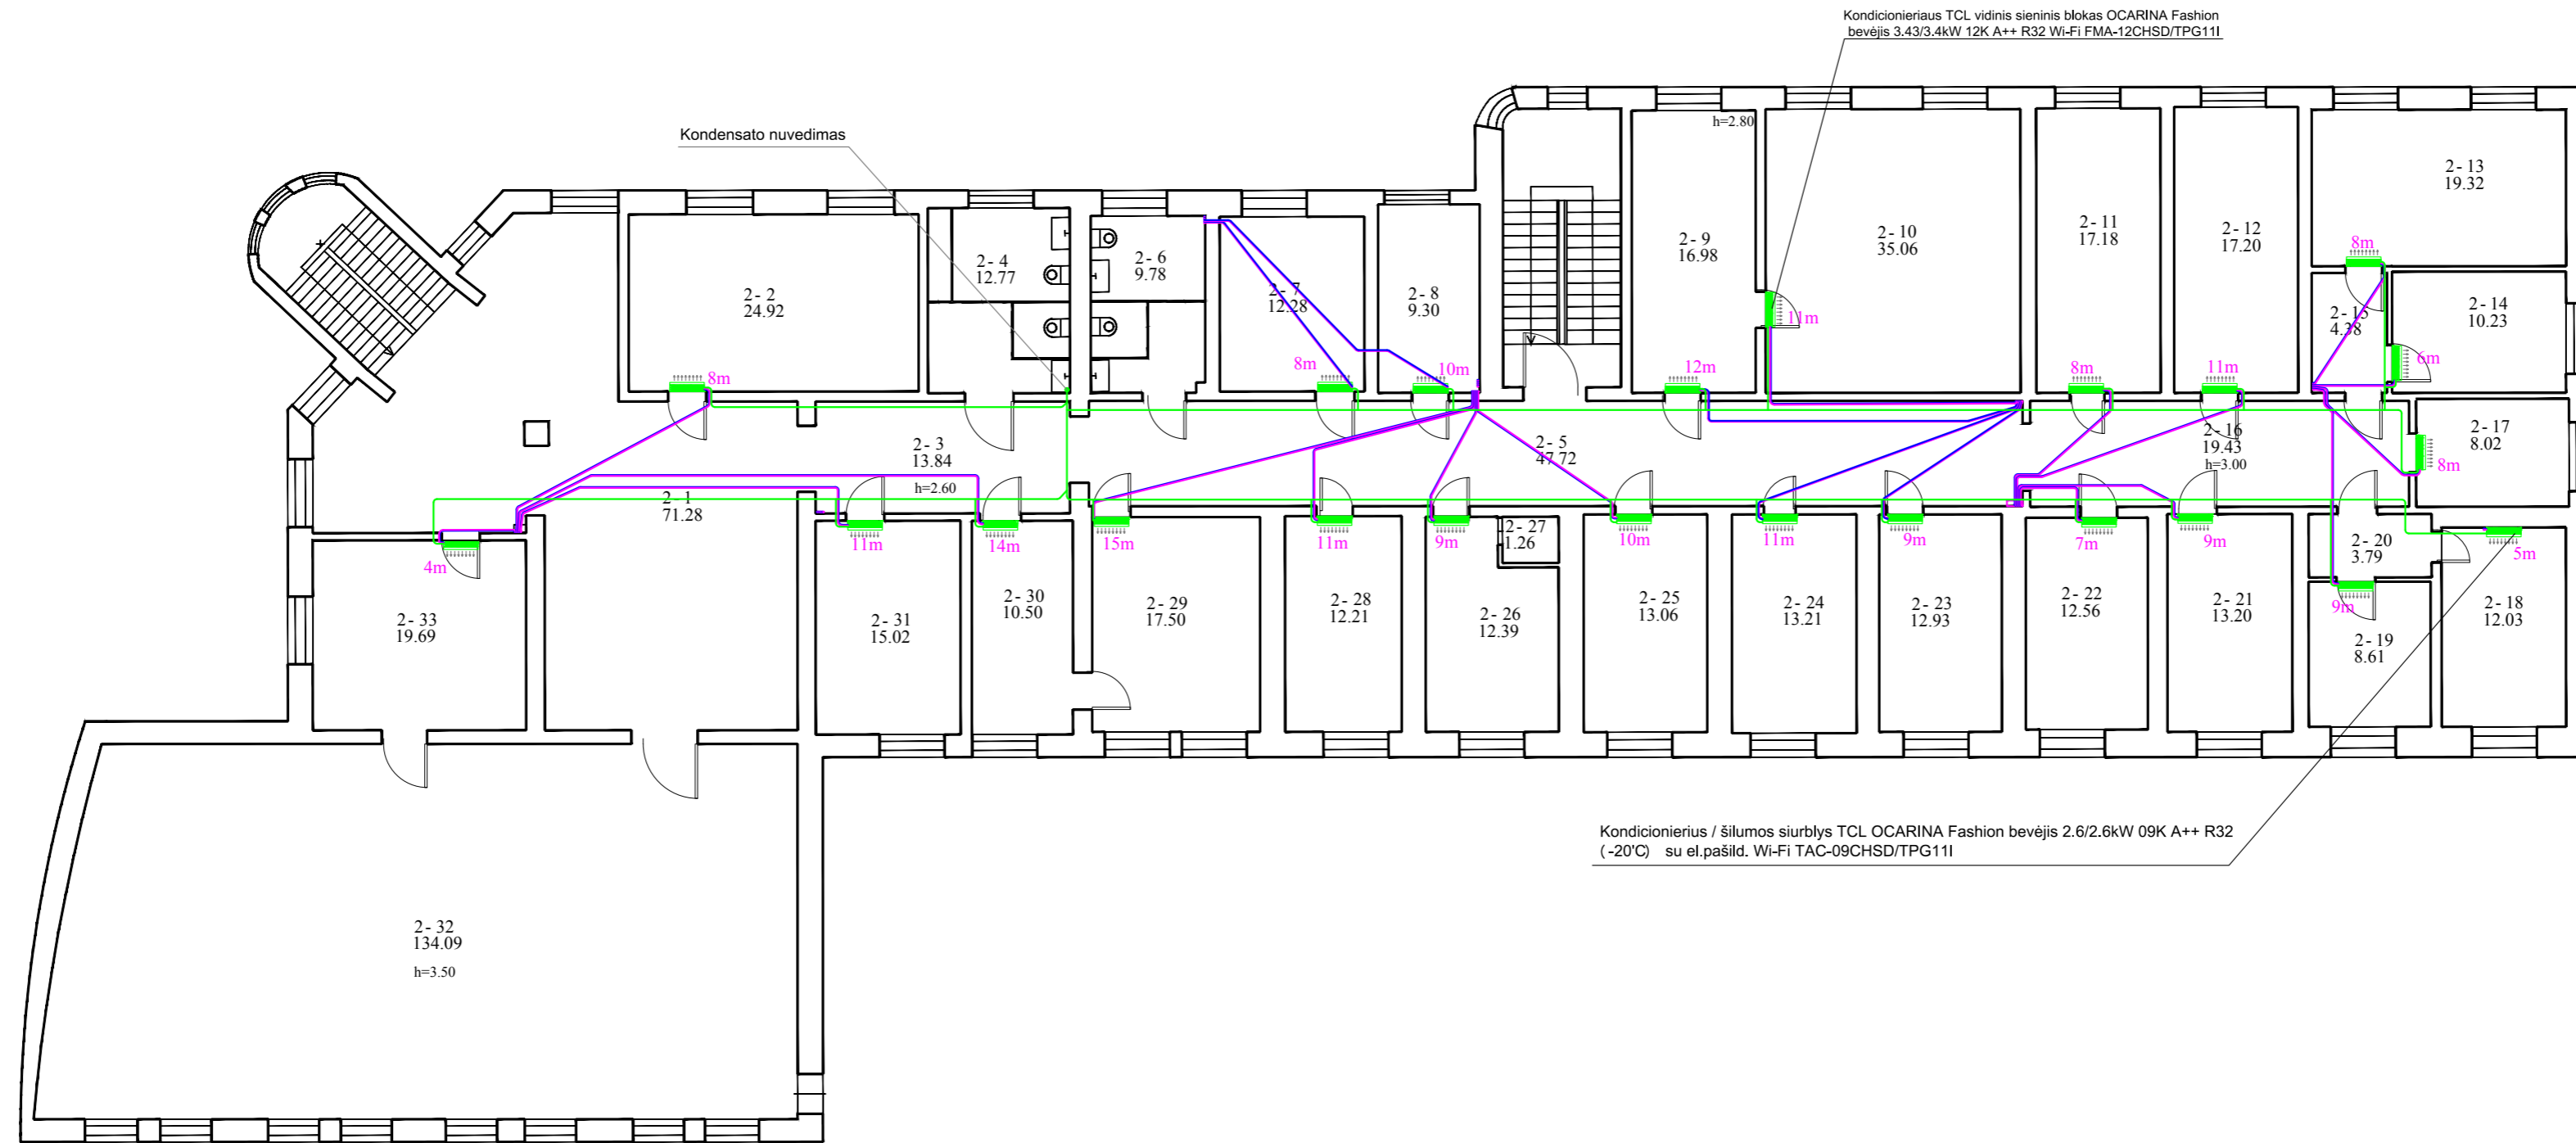 Kondicionieriaus TCL vidinis sieninis blokas OCARINA Fashion
bevėjis 3.43/3.4kW 12K A++ R32 Wi-Fi FMA-12CHSD/TPG11I
Kondensato nuvedimas
h=2.80
2-13
19.32
2-11
17.18
2-12
17.20
2-10
35.06
2-9
16.98
8m
2-4
12.77
2-6
9.78
2-2
24.92
2-7
12.28
2-8
9.30
2-14
10.23
2-15
4.38
11m
6m
8m
8m
10m
12m
8m
11m
2-3
13.84
h=2.60
2-5
47.72
2-16
19.43
h=3.00
2-17
8.02
8m
2-1
71.28
4m
11m
14m
15m
11m
9m
2-27
1.26
10m
11m
9m
7m
9m
2-20
3.79
5m
2-33
19.69
2-31
15.02
2-30
10.50
2-29
17.50
2-28
12.21
2-26
12.39
2-25
13.06
2-24
13.21
2-23
12.93
2-22
12.56
2-21
13.20
9m
2-19
8.61
2-18
12.03
Kondicionierius / šilumos siurblys TCL OCARINA Fashion bevėjis 2.6/2.6kW 09K A++ R32
(-20'C) su el.pašild. Wi-Fi TAC-09CHSD/TPG11I
2-32
134.09
h=3.50